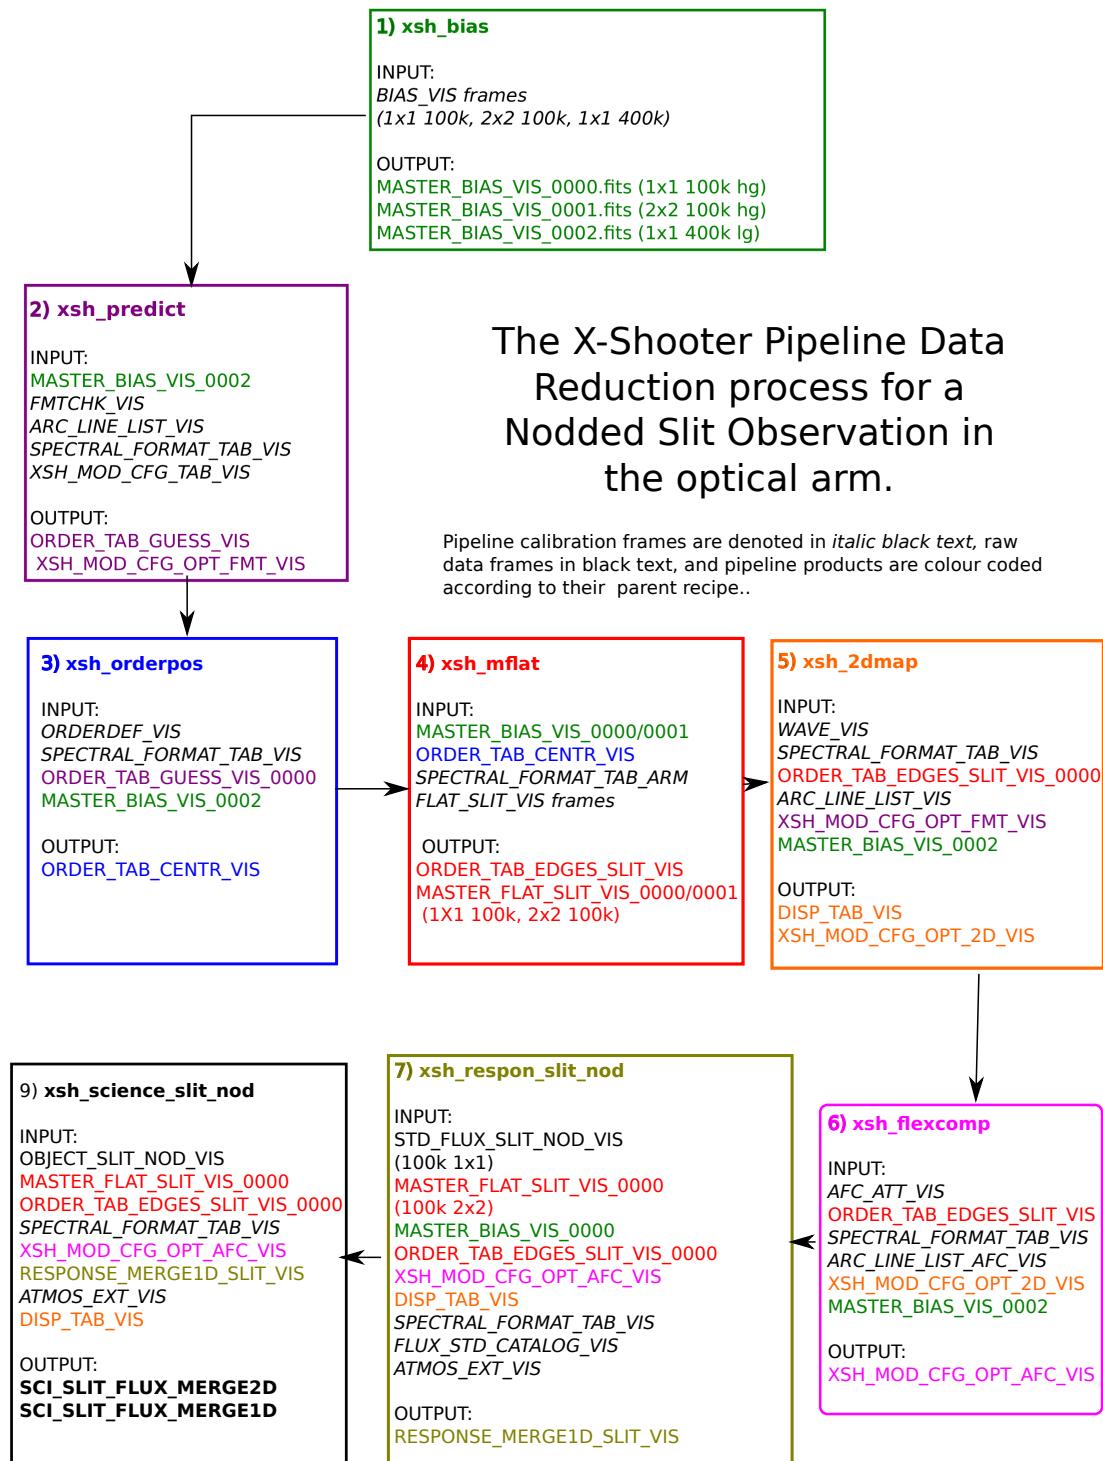 1) xsh_bias
INPUT:
BIAS_VIS frames
(1x1 100k, 2x2 100k, 1x1 400k)
OUTPUT:
MASTER_BIAS_VIS_0000.fits (1x1 100k hg)
MASTER_BIAS_VIS_0001.fits (2x2 100k hg)
MASTER_BIAS_VIS_0002.fits (1x1 400k lg)
2) xsh_predict
INPUT:
MASTER_BIAS_VIS_0002
FMTCHK_VIS
ARC_LINE_LIST_VIS
SPECTRAL_FORMAT_TAB_VIS
XSH_MOD_CFG_TAB_VIS
OUTPUT:
ORDER_TAB_GUESS_VIS
XSH_MOD_CFG_OPT_FMT_VIS
The X-Shooter Pipeline Data
Reduction process for a
Nodded Slit Observation in
the optical arm.
Pipeline calibration frames are denoted in italic black text, raw
data frames in black text, and pipeline products are colour coded
according to their parent recipe..
3) xsh_orderpos
INPUT:
ORDERDEF_VIS
SPECTRAL_FORMAT_TAB_VIS
ORDER_TAB_GUESS_VIS_0000
MASTER_BIAS_VIS_0002
OUTPUT:
ORDER_TAB_CENTR_VIS
4) xsh_mflat
INPUT:
MASTER_BIAS_VIS_0000/0001
ORDER_TAB_CENTR_VIS
SPECTRAL_FORMAT_TAB_ARM
FLAT_SLIT_VIS frames
OUTPUT:
ORDER_TAB_EDGES_SLIT_VIS
MASTER_FLAT_SLIT_VIS_0000/0001
(1X1 100k, 2x2 100k)
5) xsh_2dmap
INPUT:
WAVE_VIS
SPECTRAL_FORMAT_TAB_VIS
ORDER_TAB_EDGES_SLIT_VIS_0000
ARC_LINE_LIST_VIS
XSH_MOD_CFG_OPT_FMT_VIS
MASTER_BIAS_VIS_0002
OUTPUT:
DISP_TAB_VIS
XSH_MOD_CFG_OPT_2D_VIS
6) xsh_flexcomp
INPUT:
AFC_ATT_VIS
ORDER_TAB_EDGES_SLIT_VIS
SPECTRAL_FORMAT_TAB_VIS
ARC_LINE_LIST_AFC_VIS
XSH_MOD_CFG_OPT_2D_VIS
MASTER_BIAS_VIS_0002
OUTPUT:
XSH_MOD_CFG_OPT_AFC_VIS
7) xsh_respon_slit_nod
INPUT:
STD_FLUX_SLIT_NOD_VIS
(100k 1x1)
MASTER_FLAT_SLIT_VIS_0000
(100k 2x2)
MASTER_BIAS_VIS_0000
ORDER_TAB_EDGES_SLIT_VIS_0000
XSH_MOD_CFG_OPT_AFC_VIS
DISP_TAB_VIS
SPECTRAL_FORMAT_TAB_VIS
FLUX_STD_CATALOG_VIS
ATMOS_EXT_VIS
OUTPUT:
RESPONSE_MERGE1D_SLIT_VIS
9) xsh_science_slit_nod
INPUT:
OBJECT_SLIT_NOD_VIS
MASTER_FLAT_SLIT_VIS_0000
ORDER_TAB_EDGES_SLIT_VIS_0000
SPECTRAL_FORMAT_TAB_VIS
XSH_MOD_CFG_OPT_AFC_VIS
RESPONSE_MERGE1D_SLIT_VIS
ATMOS_EXT_VIS
DISP_TAB_VIS
OUTPUT:
SCI_SLIT_FLUX_MERGE2D
SCI_SLIT_FLUX_MERGE1D